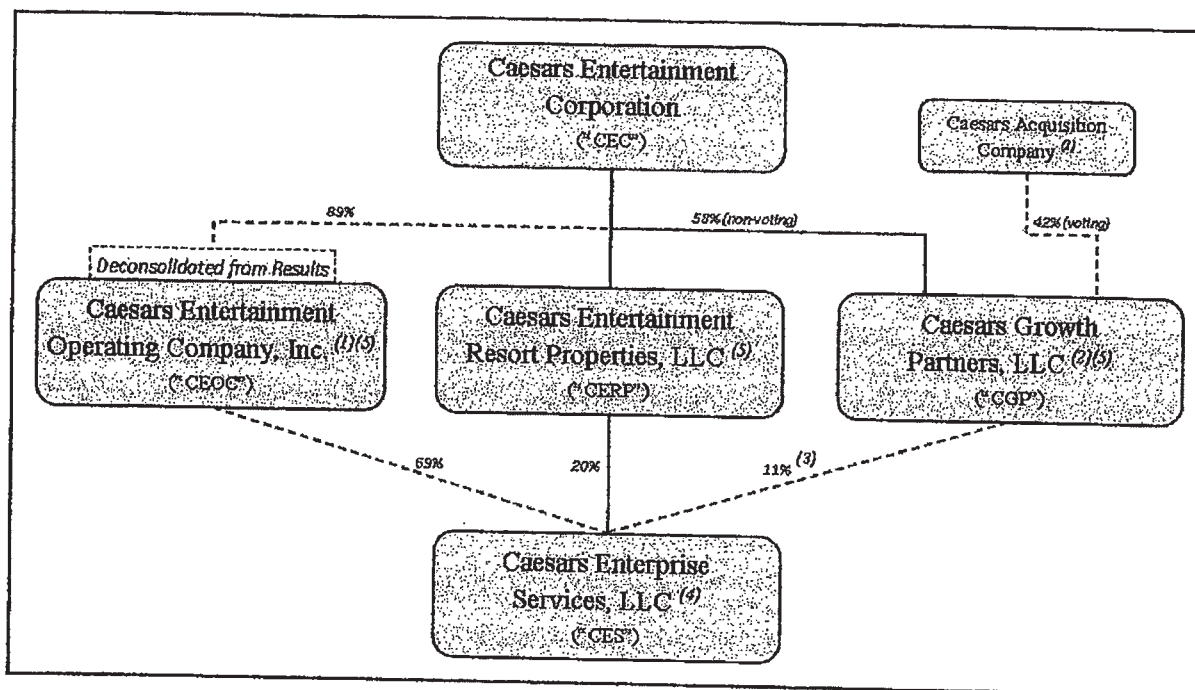 Caesars Entertainment
Corporation
("CEC")
Caesars Acquisition
Company (2)
89%
58% (non-voting)
42% (voting)
Deconsolidated from Results
Caesars Entertainment
Operating Company, Inc. (1)(5)
("CEOC")
Caesars Entertainment
Resort Properties, LLC (5)
("CERP")
Caesars Growth
Partners, LLC (2)(5)
("CGP")
69%
20%
11% (3)
Caesars Enterprise
Services, LLC (4)
("CES")